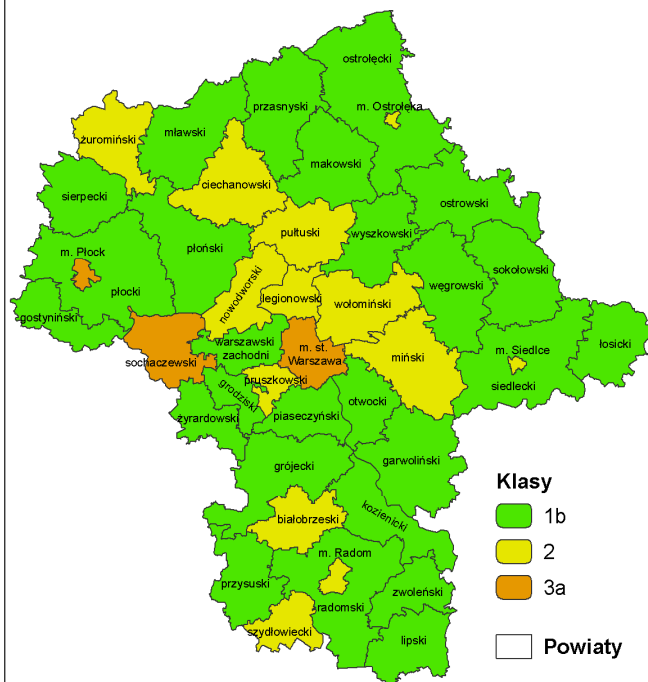 ostrołęcki
przasnyski
m. Ostrołęka
mławski
żuromiński
makowski
ciechanowski
sierpecki
ostrowski
pułtuski
wyszkowski
płoński
m. Płock
sokołowski
węgrowski
płocki
nowodworski
legionowski
wołomiński
gostyniński
warszawski
zachodni
m. st.
Warszawa
łosicki
m. Siedlce
miński
sochaczewski
pruszkowski
siedlecki
grodziski
otwocki
żyrardowski
piaseczyński
garwoliński
grójecki
kozienicki
białobrzeski
m. Radom
przysuski
zwoleński
radomski
szydłowiecki
lipski
Klasy
1b
2
3a
Powiaty